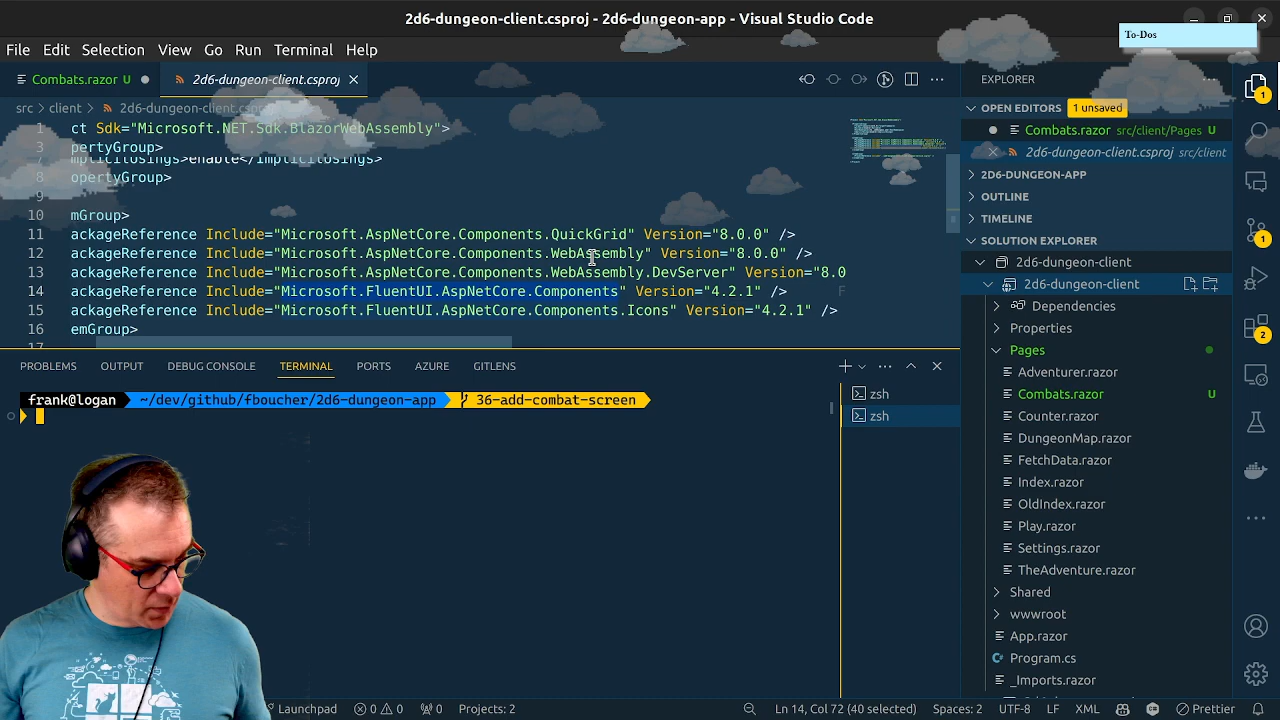 2d6-dungeon-client.csproj - 2d6-dungeon-app - Visual Studio Code
To-Dos
File Edit Selection View Go Run Terminal Help
Combats.razor U
2d6-dungeon-client.csproj
EXPLORER
src > client > 2d6-dungeon-client.csproj
OPEN EDITORS 1 unsaved
Combats.razor src/client/Pages U
2d6-dungeon-client.csproj src/client
2D6-DUNGEON-APP
OUTLINE
TIMELINE
SOLUTION EXPLORER
2d6-dungeon-client
2d6-dungeon-client
Dependencies
Properties
Pages
Adventurer.razor
Combats.razor U
Counter.razor
DungeonMap.razor
FetchData.razor
Index.razor
OldIndex.razor
Play.razor
Settings.razor
TheAdventure.razor
Shared
wwwroot
App.razor
Program.cs
_Imports.razor
1 ct Sdk="Microsoft.NET.Sdk.BlazorWebAssembly">
3 pertyGroup>
7 mplicitUsings>enable</ImplicitUsings>
8 opertyGroup>
9
10 mGroup>
11 ackageReference Include="Microsoft.AspNetCore.Components.QuickGrid" Version="8.0.0" />
12 ackageReference Include="Microsoft.AspNetCore.Components.WebAssembly" Version="8.0.0" />
13 ackageReference Include="Microsoft.AspNetCore.Components.WebAssembly.DevServer" Version="8.0
14 ackageReference Include="Microsoft.FluentUI.AspNetCore.Components" Version="4.2.1" /> F
15 ackageReference Include="Microsoft.FluentUI.AspNetCore.Components.Icons" Version="4.2.1" />
16 emGroup>
17
PROBLEMS OUTPUT DEBUG CONSOLE TERMINAL PORTS AZURE GITLENS
frank@logan ~/dev/github/fboucher/2d6-dungeon-app 36-add-combat-screen
zsh
zsh
1
1
2
Launchpad 0 0 0 Projects: 2 Ln 14, Col 72 (40 selected) Spaces: 2 UTF-8 LF XML Prettier